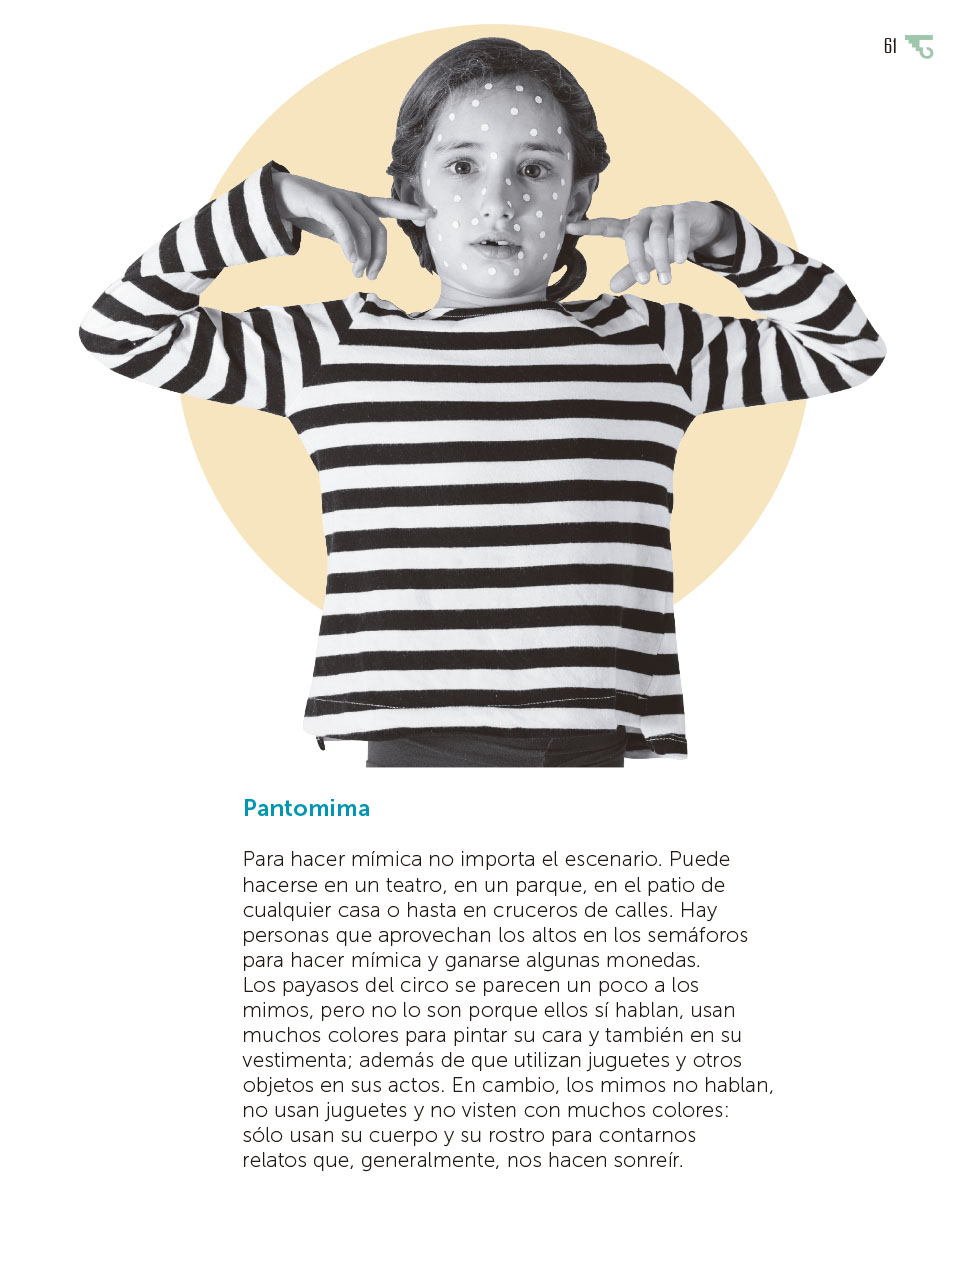 61
Pantomima
Para hacer mímica no importa el escenario. Puede
hacerse en un teatro, en un parque, en el patio de
cualquier casa o hasta en cruceros de calles. Hay
personas que aprovechan los altos en los semáforos
para hacer mímica y ganarse algunas monedas.
Los payasos del circo se parecen un poco a los
mimos, pero no lo son porque ellos sí hablan, usan
muchos colores para pintar su cara y también en su
vestimenta; además de que utilizan juguetes y otros
objetos en sus actos. En cambio, los mimos no hablan,
no usan juguetes y no visten con muchos colores:
sólo usan su cuerpo y su rostro para contarnos
relatos que, generalmente, nos hacen sonreír.